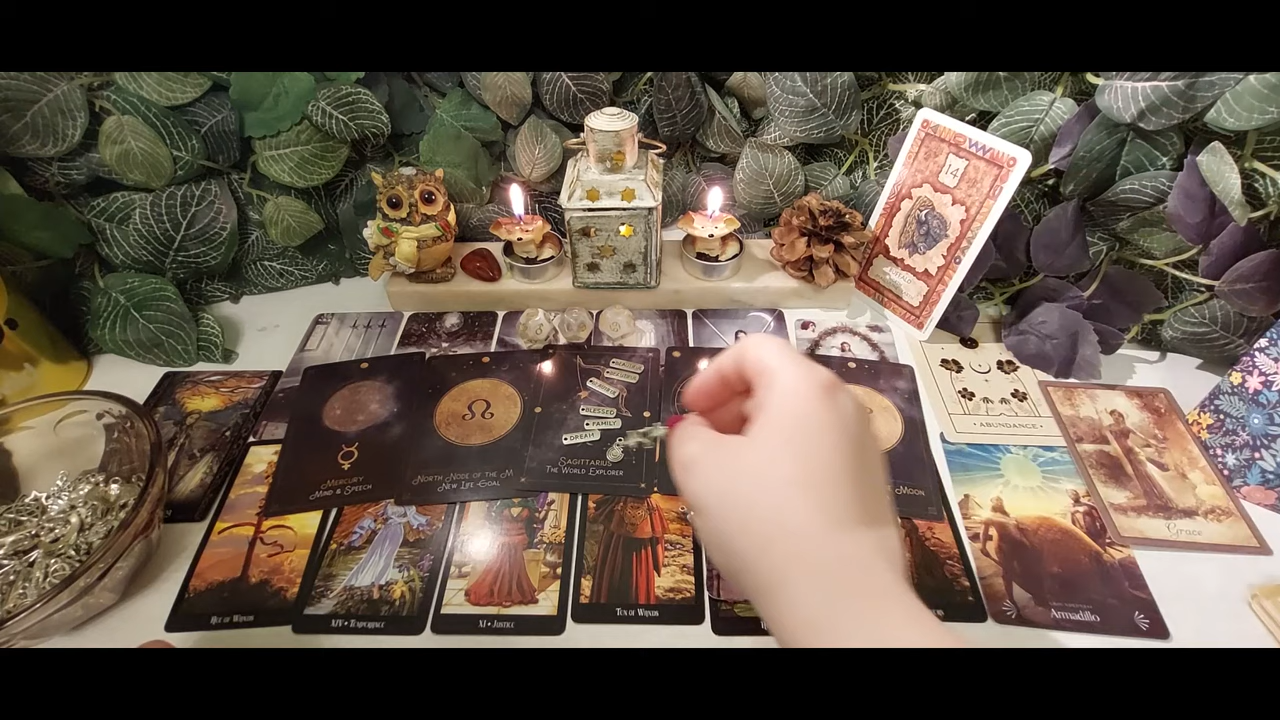 14
BLESSED
FAMILY
DREAM
MERCURY
MIND & SPEECH
NORTH NODE OF THE M
NEW LIFE-GOAL
SAGITTARIUS
THE WORLD EXPLORER
MOON
· ABUNDANCE ·
Grace
Armadillo
ACE OF WANDS
XIV • TEMPERANCE
XI • JUSTICE
TEN OF WANDS